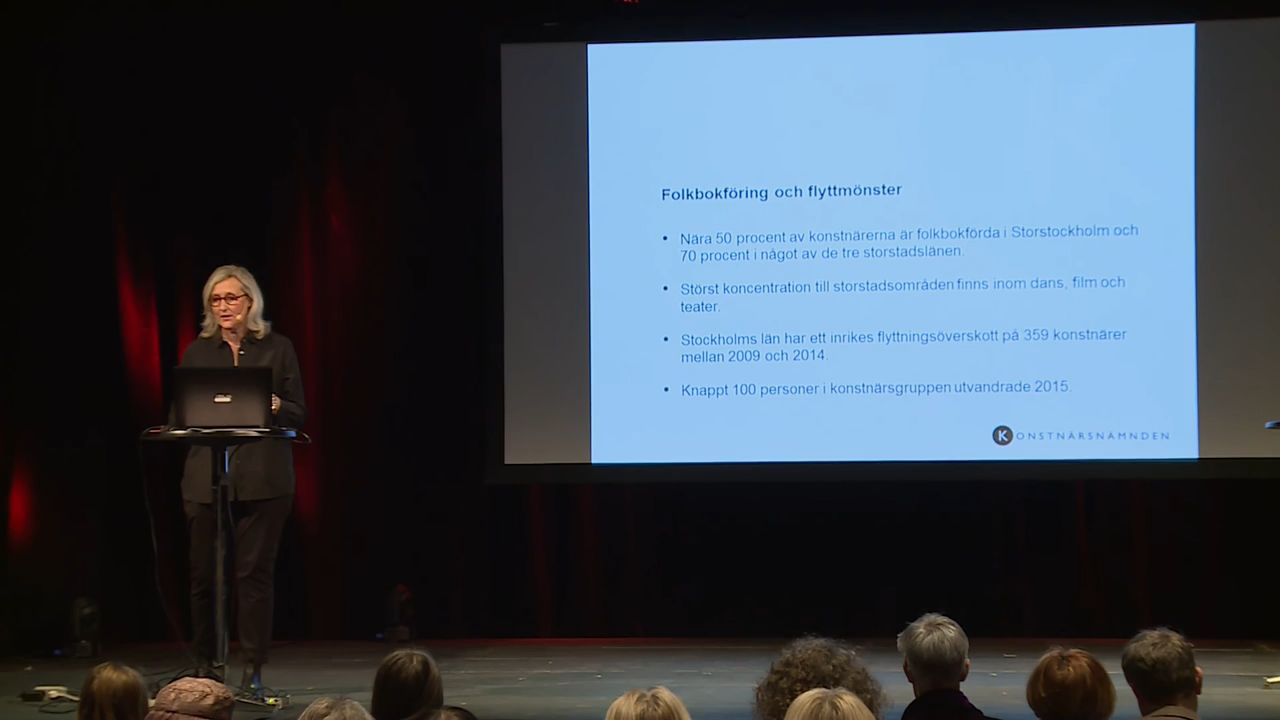 Folkbokföring och flyttmönster
• Nära 50 procent av konstnärerna är folkbokförda i Storstockholm och
70 procent i något av de tre storstadslänen.
• Störst koncentration till storstadsområden finns inom dans, film och
teater.
• Stockholms län har ett inrikes flyttningsöverskott på 359 konstnärer
mellan 2009 och 2014.
• Knappt 100 personer i konstnärsgruppen utvandrade 2015.
KONSTNÄRSNÄMNDEN